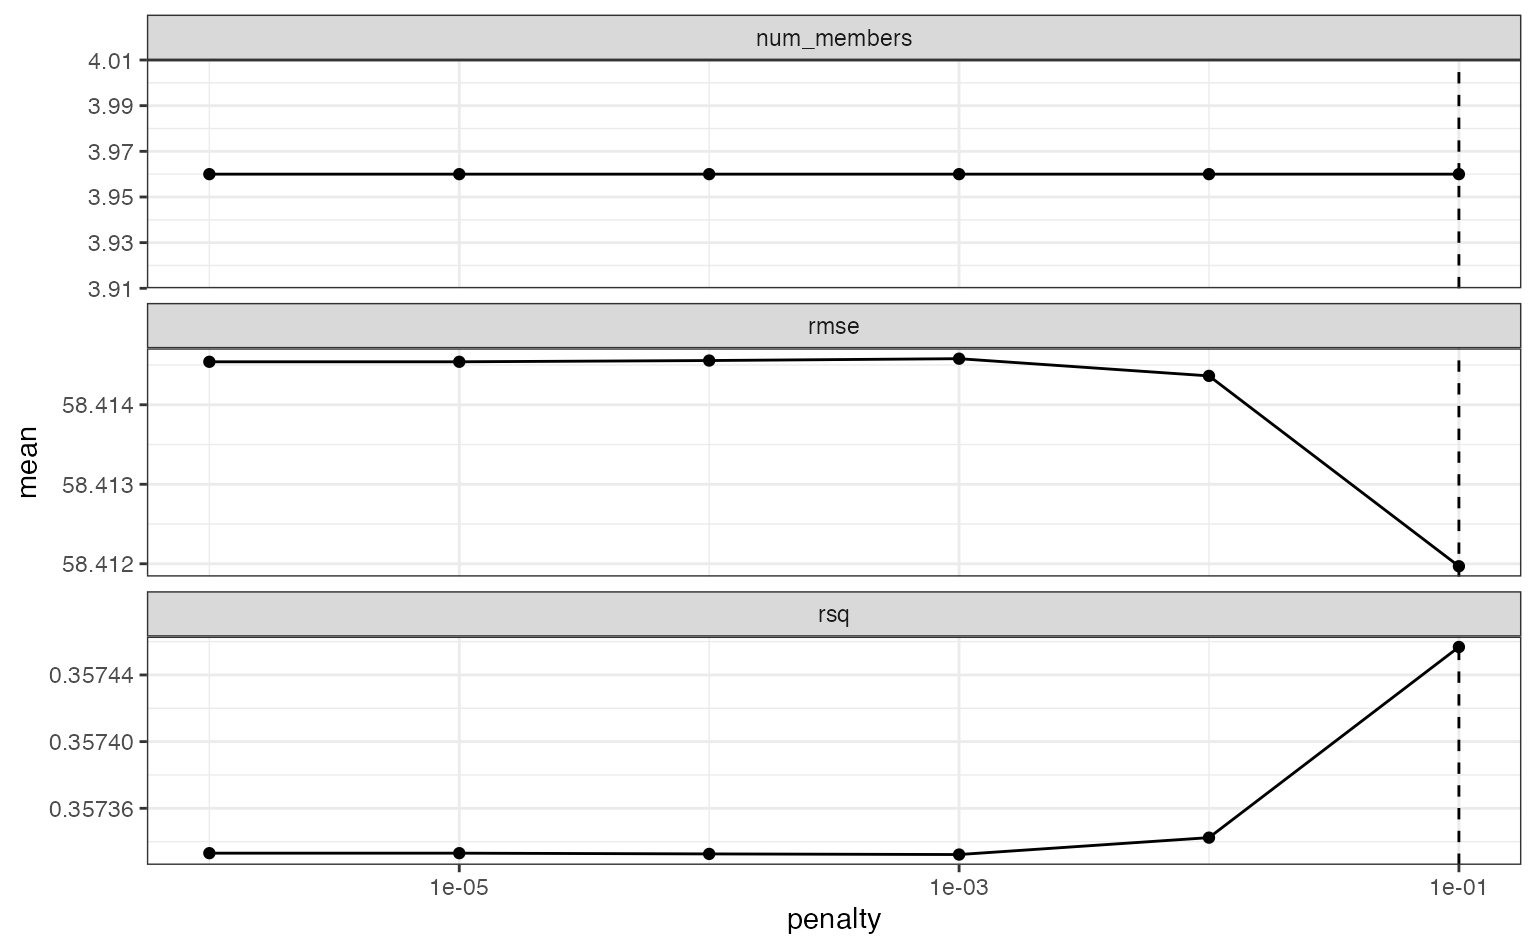 num_members
4.01
3.99
3.97
3.95
3.93
3.91
rmse
58.414
58.413
58.412
rsq
0.35744
0.35740
0.35736
mean
1e-05 1e-03 1e-01
penalty